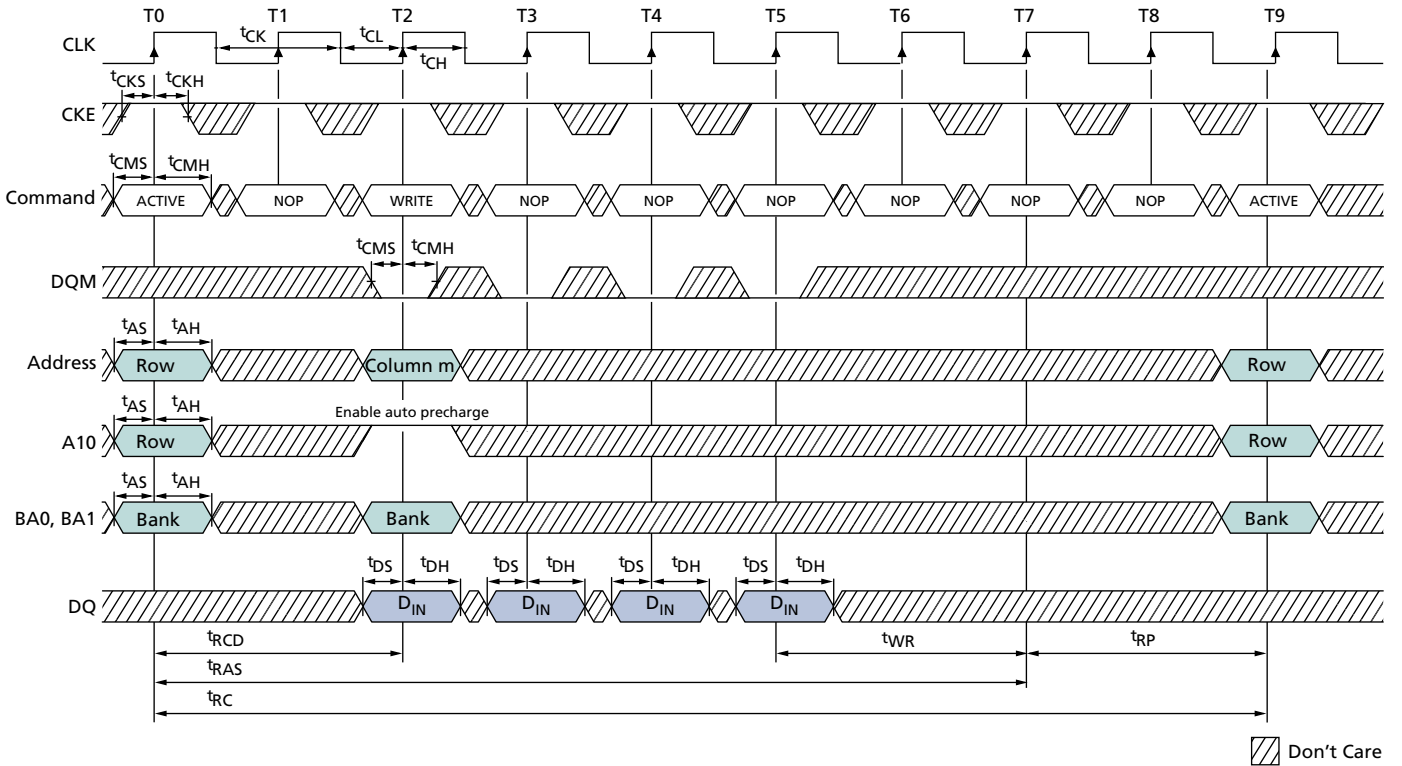 T0 T1 T2 T3 T4 T5 T6 T7 T8 T9
CLK tCK tCL tCH
tCKS tCKH
CKE
tCMS tCMH
Command ACTIVE NOP WRITE NOP NOP NOP NOP NOP NOP ACTIVE
tCMS tCMH
DQM
tAS tAH
Address Row Column m Row
tAS tAH Enable auto precharge
A10 Row Row
tAS tAH
BA0, BA1 Bank Bank Bank
tDS tDH tDS tDH tDS tDH tDS tDH
DQ DIN DIN DIN DIN
tRCD tWR tRP
tRAS
tRC
Don't Care